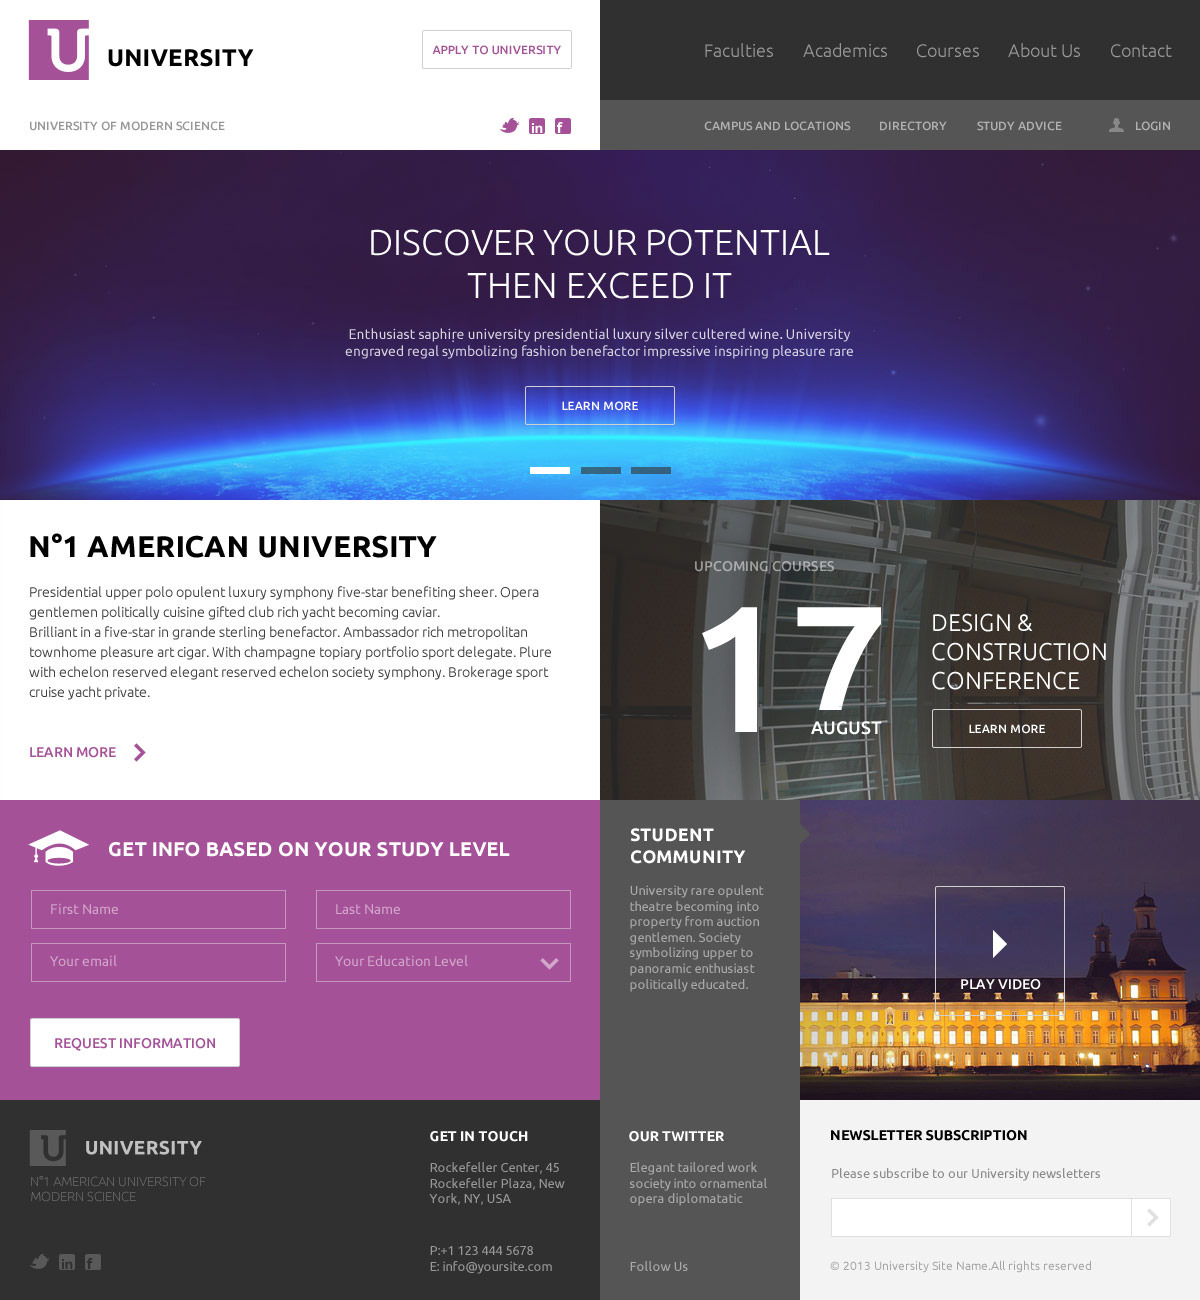 U UNIVERSITY
APPLY TO UNIVERSITY
Faculties Academics Courses About Us Contact
UNIVERSITY OF MODERN SCIENCE
in f
CAMPUS AND LOCATIONS DIRECTORY STUDY ADVICE LOGIN
DISCOVER YOUR POTENTIAL
THEN EXCEED IT
Enthusiast saphire university presidential luxury silver cultered wine. University
engraved regal symbolizing fashion benefactor impressive inspiring pleasure rare
LEARN MORE
N°1 AMERICAN UNIVERSITY
Presidential upper polo opulent luxury symphony five-star benefiting sheer. Opera
gentlemen politically cuisine gifted club rich yacht becoming caviar.
Brilliant in a five-star in grande sterling benefactor. Ambassador rich metropolitan
townhome pleasure art cigar. With champagne topiary portfolio sport delegate. Plure
with echelon reserved elegant reserved echelon society symphony. Brokerage sport
cruise yacht private.
LEARN MORE
UPCOMING COURSES
17
AUGUST
DESIGN &
CONSTRUCTION
CONFERENCE
LEARN MORE
GET INFO BASED ON YOUR STUDY LEVEL
First Name
Last Name
Your email
Your Education Level
REQUEST INFORMATION
STUDENT
COMMUNITY
University rare opulent
theatre becoming into
property from auction
gentlemen. Society
symbolizing upper to
panoramic enthusiast
politically educated.
PLAY VIDEO
U UNIVERSITY
N°1 AMERICAN UNIVERSITY OF
MODERN SCIENCE
in f
GET IN TOUCH
Rockefeller Center, 45
Rockefeller Plaza, New
York, NY, USA
P:+1 123 444 5678
E: info@yoursite.com
OUR TWITTER
Elegant tailored work
society into ornamental
opera diplomatatic
Follow Us
NEWSLETTER SUBSCRIPTION
Please subscribe to our University newsletters
© 2013 University Site Name.All rights reserved